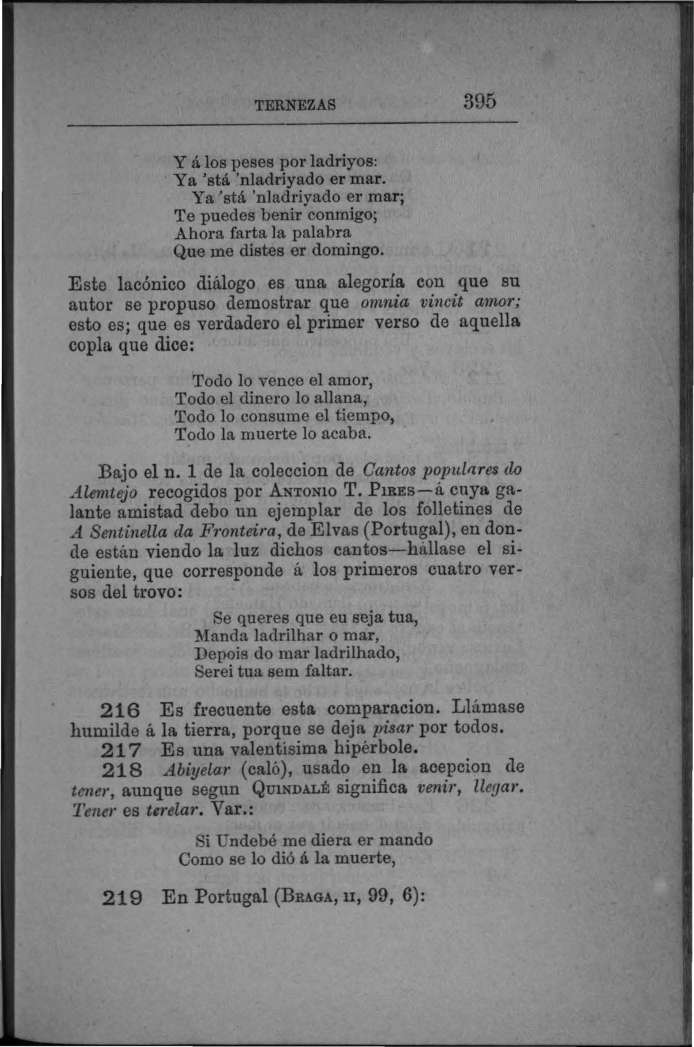 TERNEZAS 395
Y á los peses por ladriyos:
Ya 'stá 'nladriyado er mar.
Ya 'stá 'nladriyado er mar;
Te puedes benir conmigo;
Ahora farta la palabra
Que me distes er domingo.
Este lacónico diálogo es una alegoría con que su
autor se propuso demostrar que omnia vincit amor;
esto es; que es verdadero el primer verso de aquella
copla que dice:
Todo lo vence el amor,
Todo el dinero lo allana,
Todo lo consume el tiempo,
Todo la muerte lo acaba.
Bajo el n. 1 de la coleccion de Cantos populares do
Alemtejo recogidos por ANTONIO T. PIRES—á cuya ga-
lante amistad debo un ejemplar de los folletines de
A Sentinella da Fronteira, de Elvas (Portugal), en don-
de están viendo la luz dichos cantos—hállase el si-
guiente, que corresponde á los primeros cuatro ver-
sos del trovo:
Se queres que eu seja tua,
Manda ladrilhar o mar,
Depois do mar ladrilhado,
Serei tua sem faltar.
216 Es frecuente esta comparacion. Llámase
humilde á la tierra, porque se deja pisar por todos.
217 Es una valentísima hipérbole.
218 Abiyelar (caló), usado en la acepcion de
tener, aunque segun QUINDALÉ significa venir, llegar.
Tener es terelar. Var.:
Si Undebé me diera er mando
Como se lo dió á la muerte,
219 En Portugal (BRAGA, II, 99, 6):